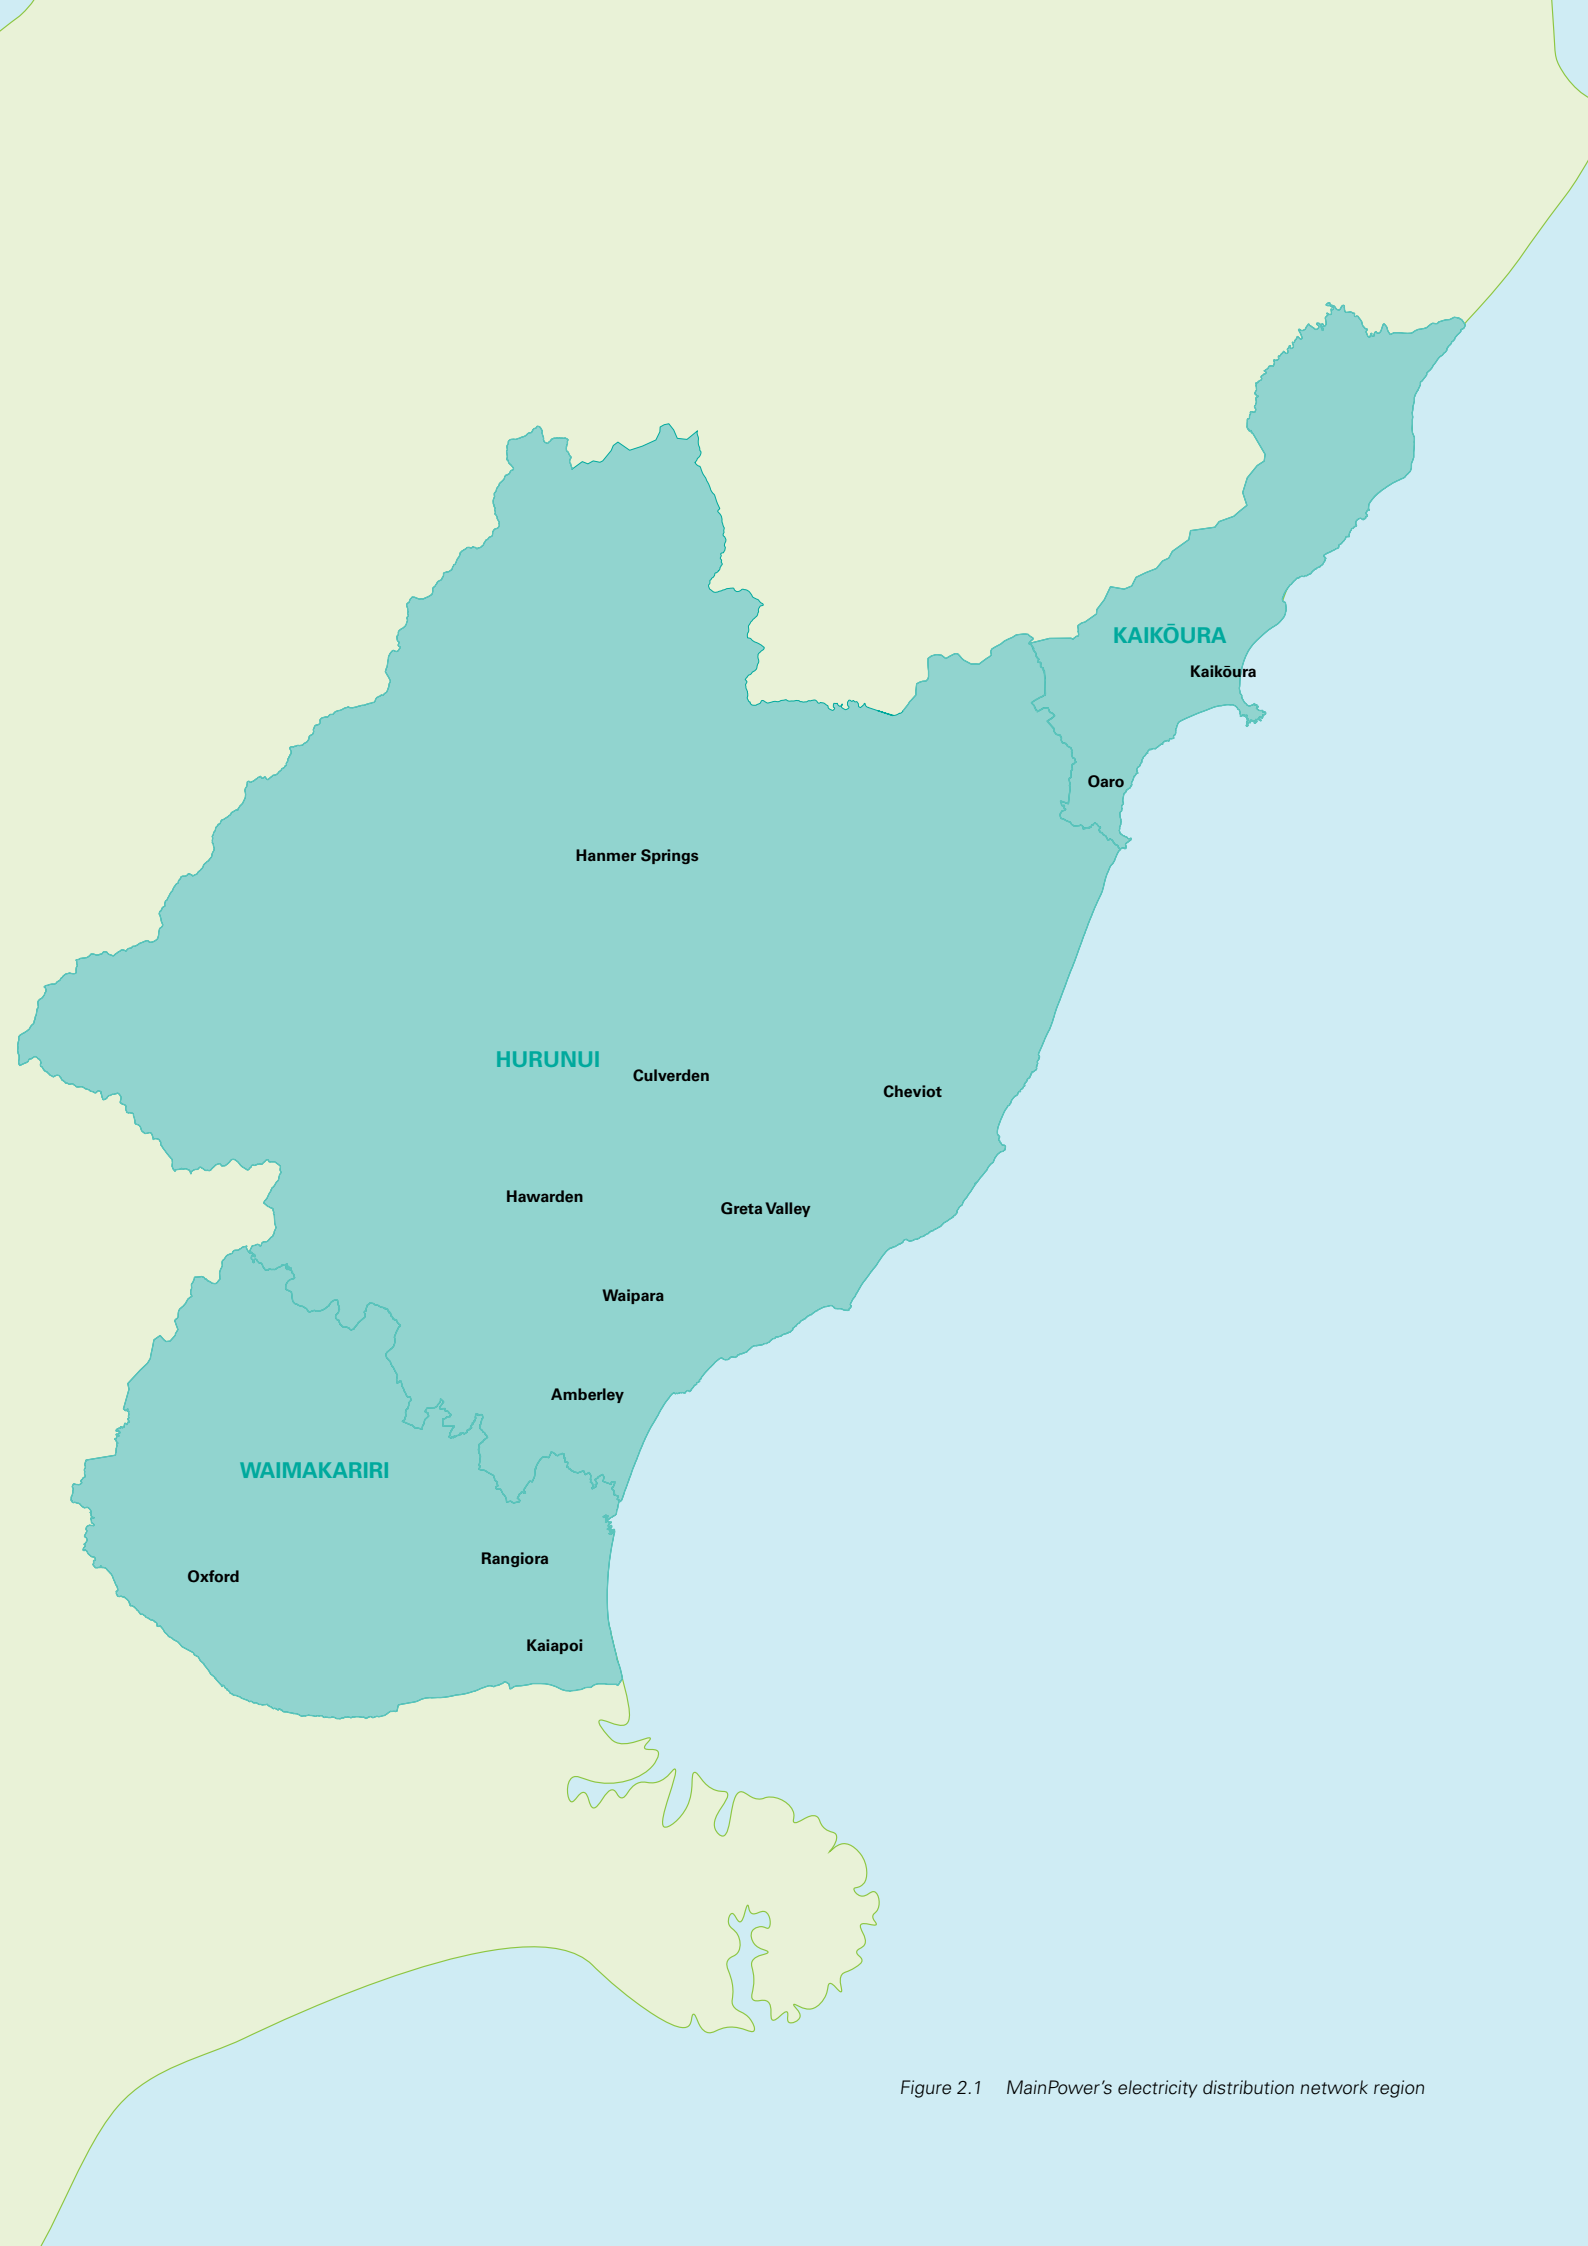 KAIKŌURA
Kaikōura
Oaro
Hanmer Springs
HURUNUI
Culverden
Cheviot
Hawarden
Greta Valley
Waipara
Amberley
WAIMAKARIRI
Rangiora
Oxford
Kaiapoi
Figure 2.1 MainPower’s electricity distribution network region